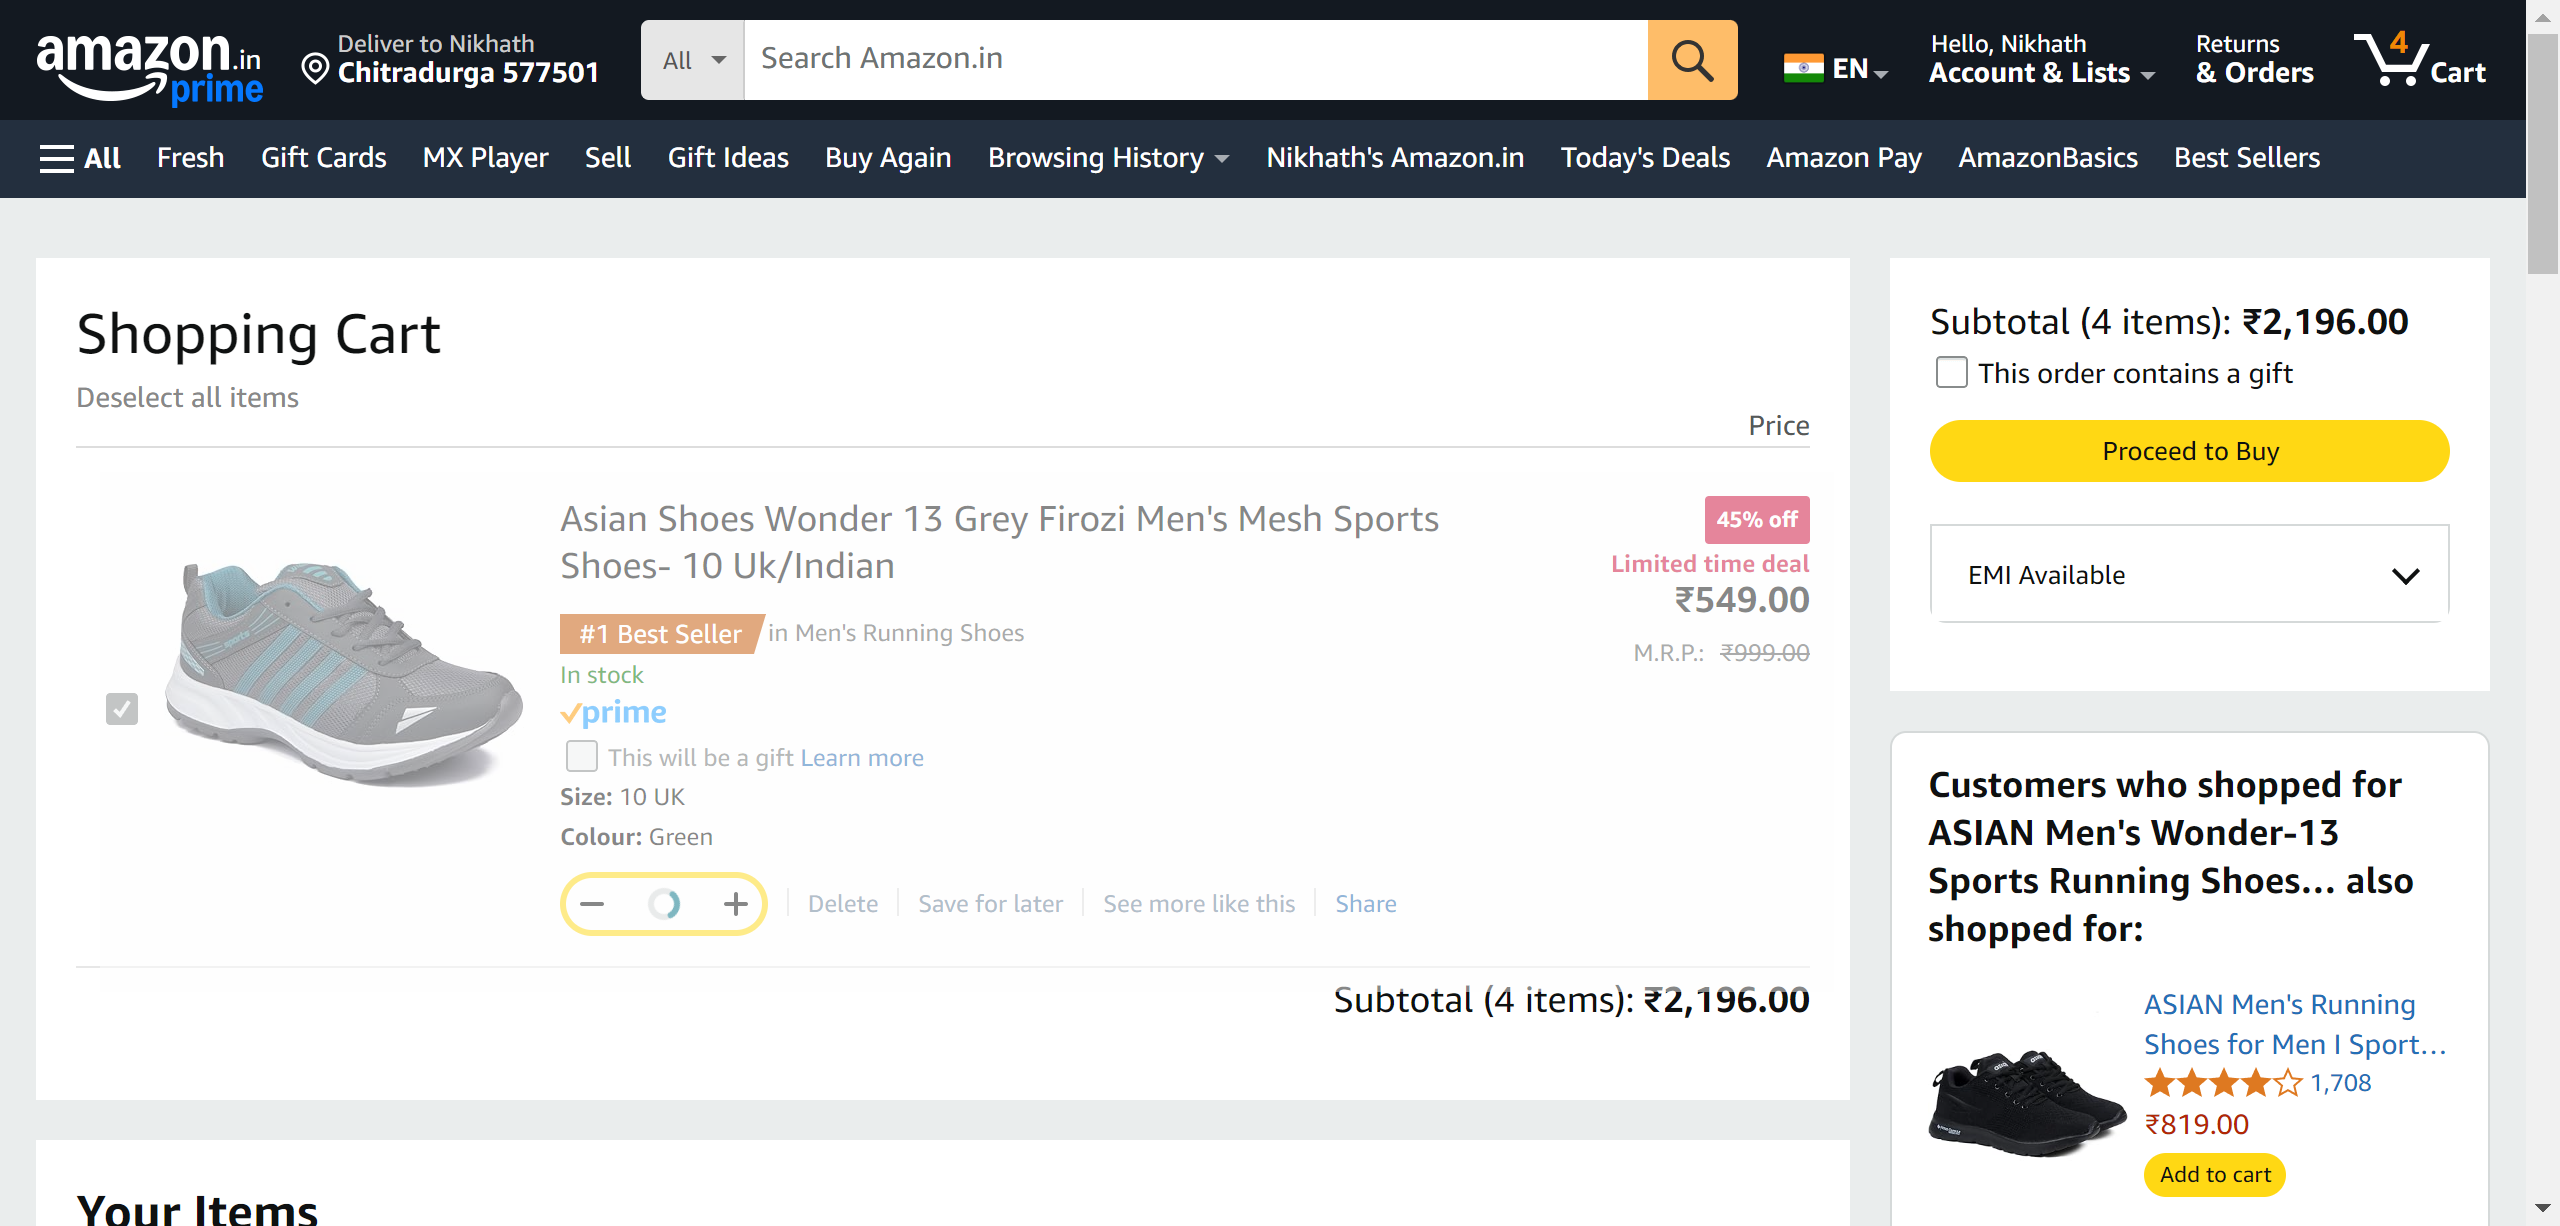 amazon.in
prime
Deliver to Nikhath
Chitradurga 577501
All
Search Amazon.in
EN
Hello, Nikhath
Account & Lists
Returns
& Orders
4
Cart
All
Fresh
Gift Cards
MX Player
Sell
Gift Ideas
Buy Again
Browsing History
Nikhath's Amazon.in
Today's Deals
Amazon Pay
AmazonBasics
Best Sellers
Shopping Cart
Deselect all items
Price
Asian Shoes Wonder 13 Grey Firozi Men's Mesh Sports
Shoes- 10 Uk/Indian
#1 Best Seller in Men's Running Shoes
In stock
prime
This will be a gift Learn more
Size: 10 UK
Colour: Green
Delete
Save for later
See more like this
Share
45% off
Limited time deal
₹549.00
M.R.P.: ₹999.00
Subtotal (4 items): ₹2,196.00
Your Items
Subtotal (4 items): ₹2,196.00
This order contains a gift
Proceed to Buy
EMI Available
Customers who shopped for
ASIAN Men's Wonder-13
Sports Running Shoes... also
shopped for:
ASIAN Men's Running
Shoes for Men I Sport...
1,708
₹819.00
Add to cart